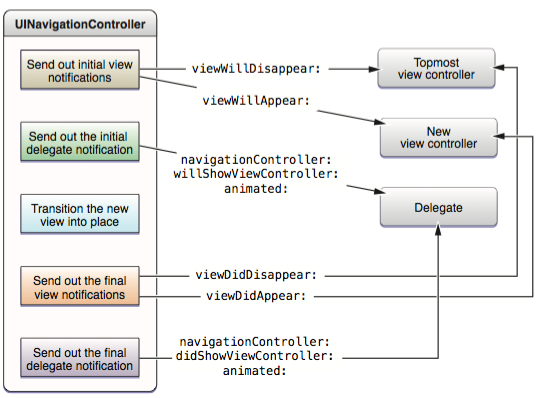 UINavigationController
Send out initial view
notifications
viewWillDisappear:
Topmost
view controller
viewWillAppear:
New
view controller
Send out the initial
delegate notification
navigationController:
willShowViewController:
animated:
Transition the new
view into place
Delegate
Send out the final
view notifications
viewDidDisappear:
viewDidAppear:
Send out the final
delegate notification
navigationController:
didShowViewController:
animated: